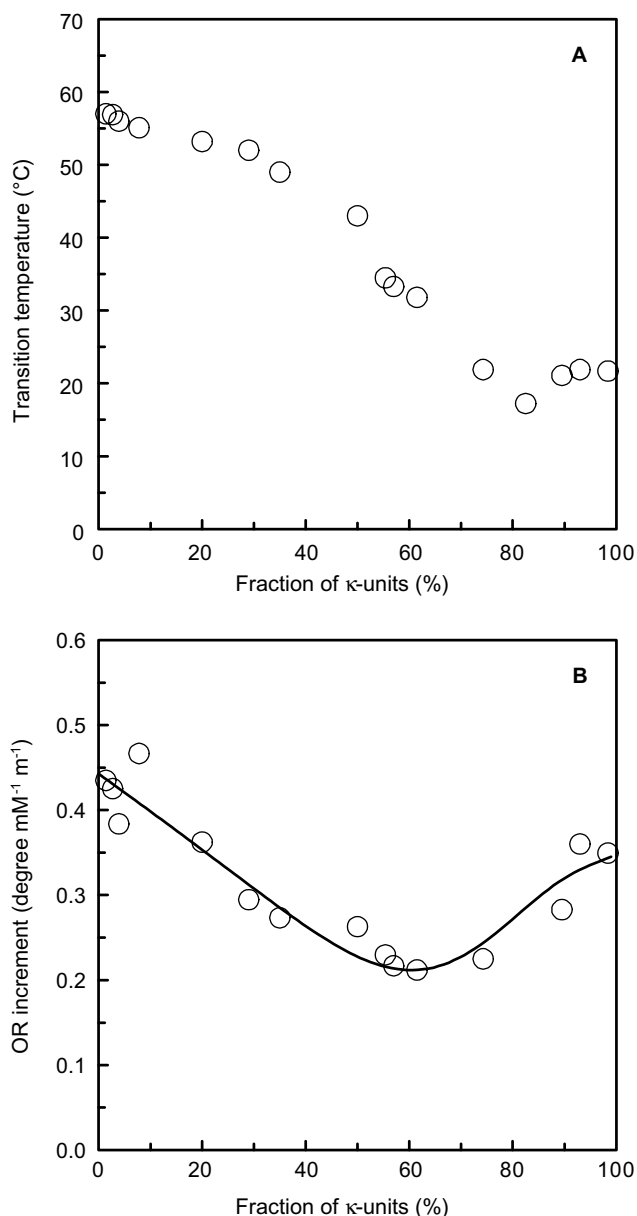 A
Transition temperature (°C)
70
60
50
40
30
20
10
0
0 20 40 60 80 100
Fraction of κ-units (%)
B
OR increment (degree mM⁻¹ m⁻¹)
0.6
0.5
0.4
0.3
0.2
0.1
0.0
0 20 40 60 80 100
Fraction of κ-units (%)